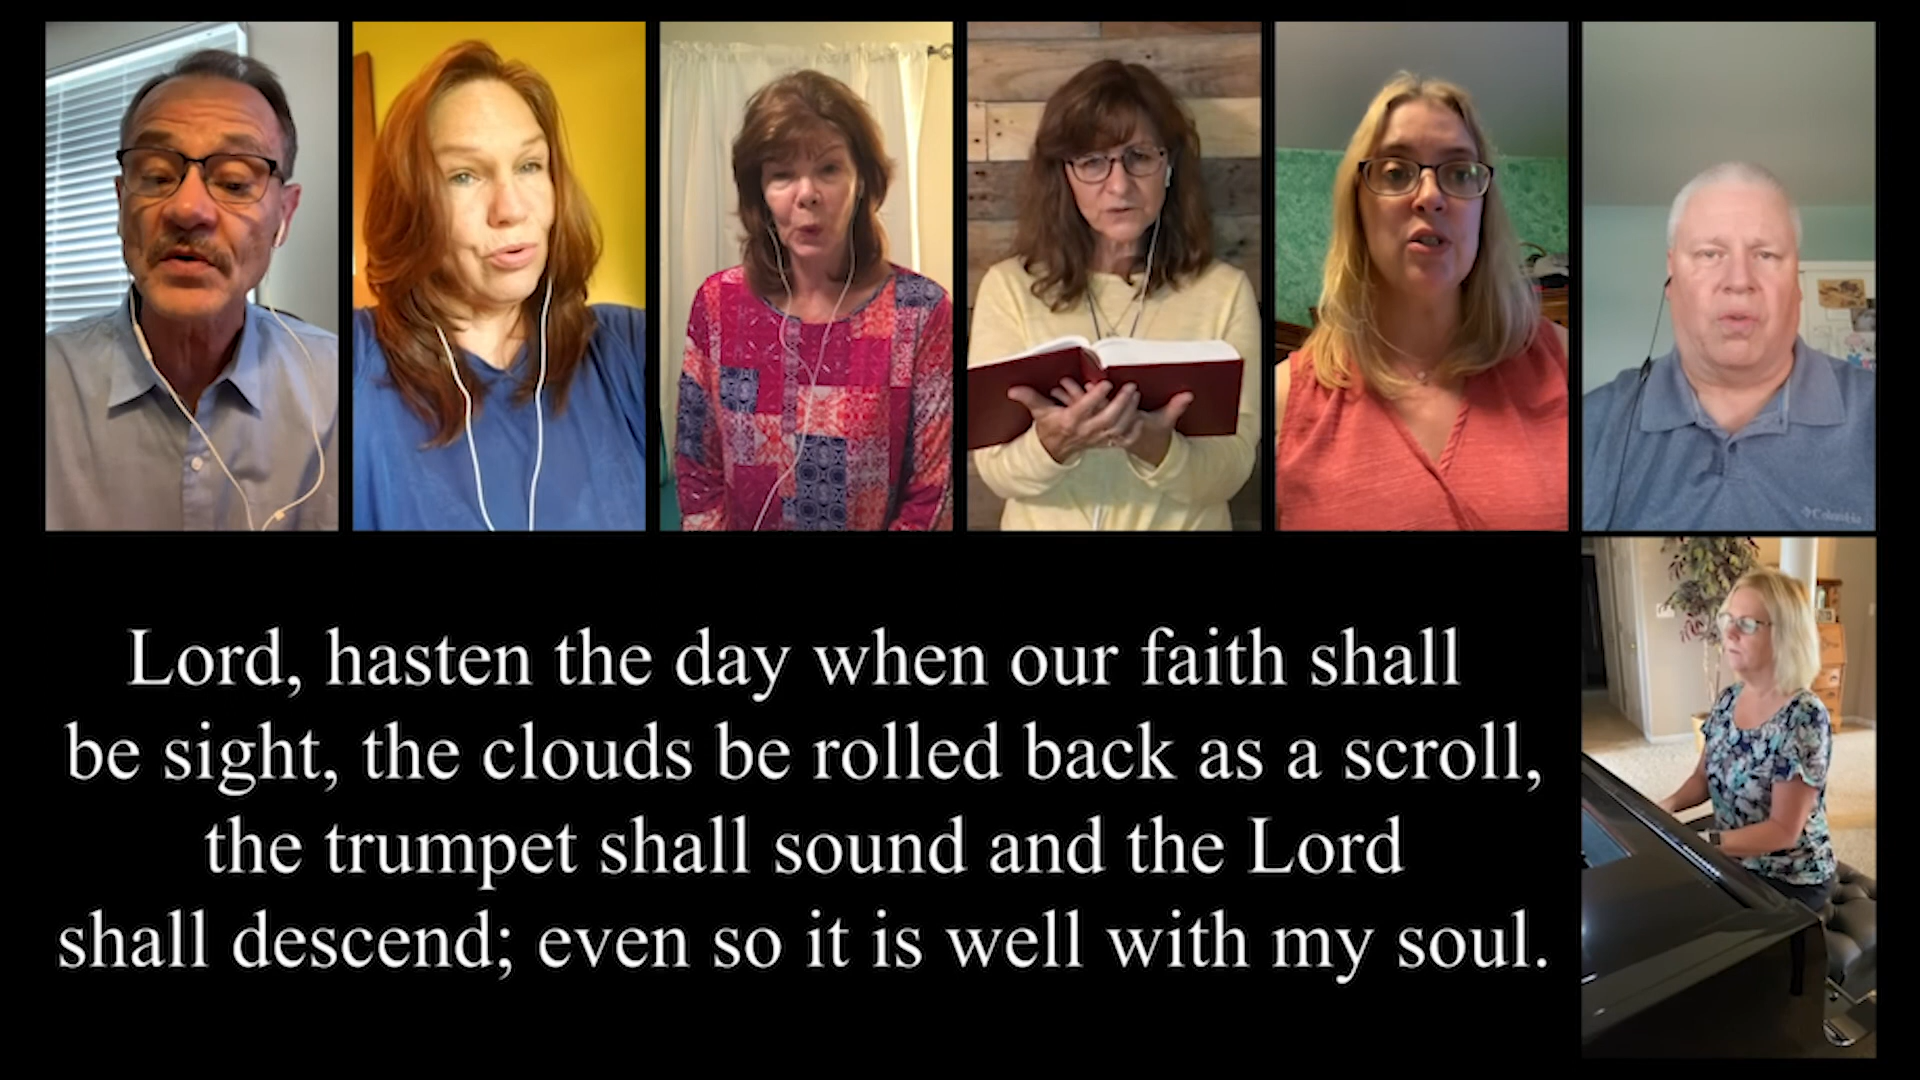 Columbia
Lord, hasten the day when our faith shall
be sight, the clouds be rolled back as a scroll,
the trumpet shall sound and the Lord
shall descend; even so it is well with my soul.